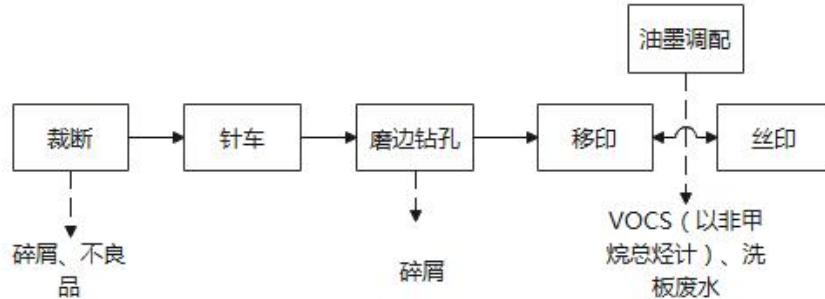 油墨调配
裁断
针车
磨边钻孔
移印
丝印
碎屑、不良
品
碎屑
VOCS（以非甲
烷总烃计）、洗
板废水